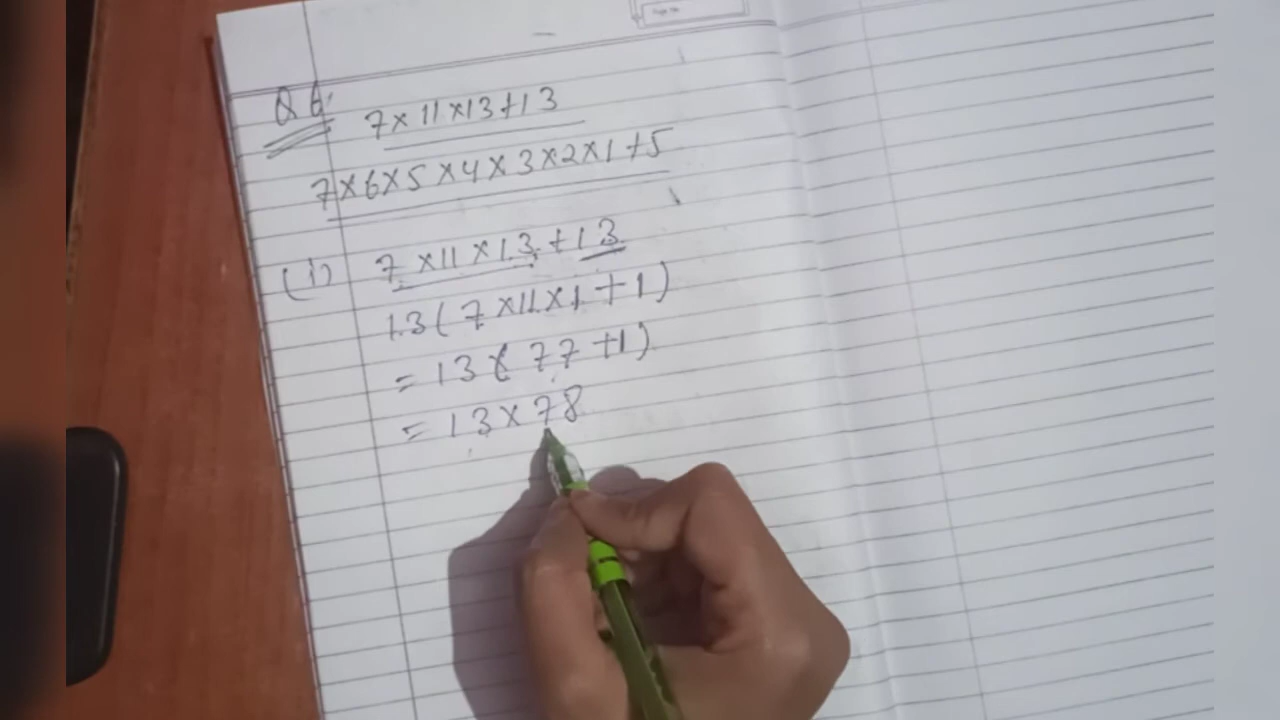 Q 6.
7 × 11 × 13 + 13
7 × 6 × 5 × 4 × 3 × 2 × 1 + 5
(i) 7 × 11 × 13 + 13
13 ( 7 × 11 × 1 + 1 )
= 13 ( 77 + 1 )
= 13 × 78